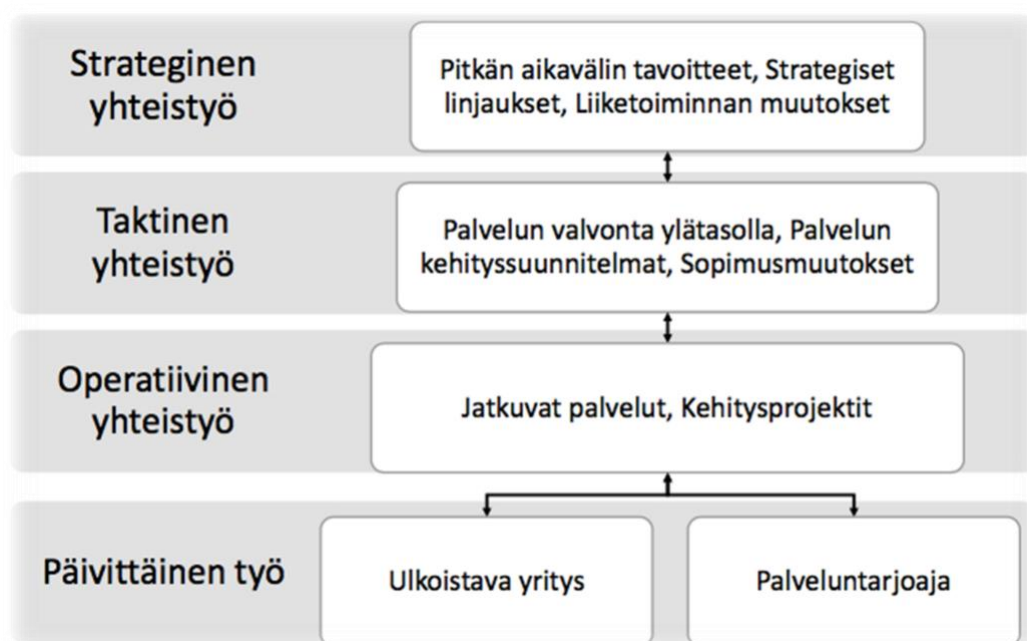 Strateginen
yhteistyö
Pitkän aikavälin tavoitteet, Strategiset
linjaukset, Liiketoiminnan muutokset
Taktinen
yhteistyö
Palvelun valvonta ylätasolla, Palvelun
kehityssuunnitelmat, Sopimusmuutokset
Operatiivinen
yhteistyö
Jatkuvat palvelut, Kehitysprojektit
Päivittäinen työ
Ulkoistava yritys
Palveluntarjoaja